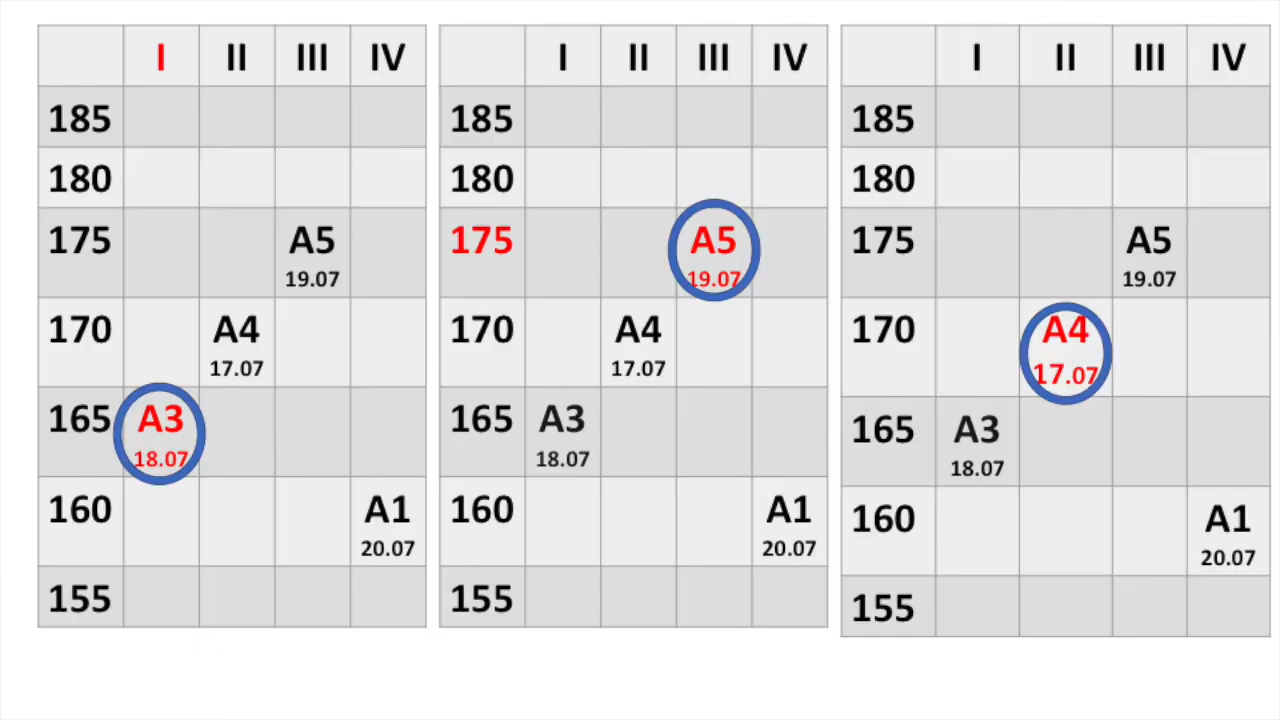 I II III IV
185
180
175 A5
19.07
170 A4
17.07
165 A3
18.07
160 A1
20.07
155
I II III IV
185
180
175 A5
19.07
170 A4
17.07
165 A3
18.07
160 A1
20.07
155
I II III IV
185
180
175 A5
19.07
170 A4
17.07
165 A3
18.07
160 A1
20.07
155